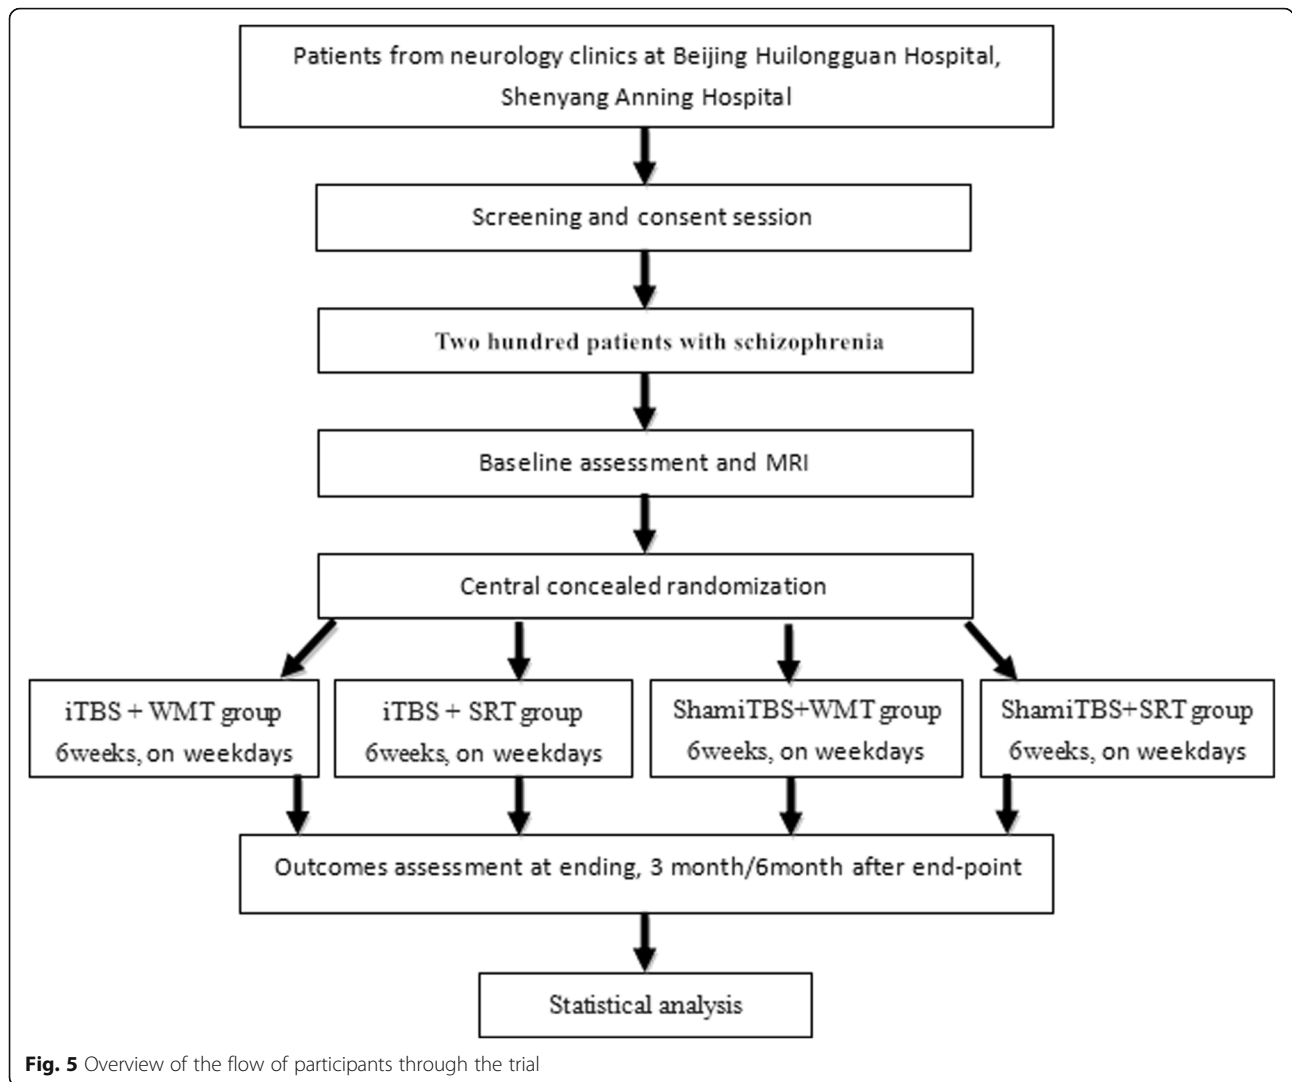 Patients from neurology clinics at Beijing Huilongguan Hospital,
Shenyang Anning Hospital
Screening and consent session
Two hundred patients with schizophrenia
Baseline assessment and MRI
Central concealed randomization
iTBS + WMT group
6weeks, on weekdays
iTBS + SRT group
6weeks, on weekdays
ShamiTBS+WMT group
6weeks, on weekdays
ShamiTBS+SRT group
6weeks, on weekdays
Outcomes assessment at ending, 3 month/6month after end-point
Statistical analysis
Fig. 5 Overview of the flow of participants through the trial